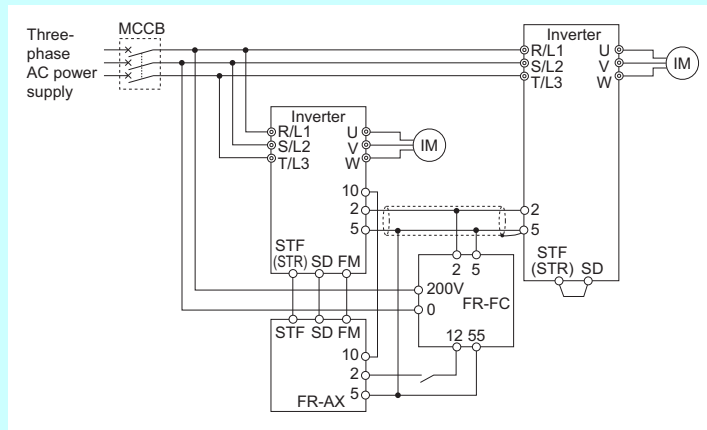 MCCB
Three-
phase
AC power
supply
Inverter
R/L1
S/L2
T/L3
U
V
W
IM
Inverter
R/L1
S/L2
T/L3
U
V
W
IM
10
2
5
2
5
STF
(STR) SD FM
STF
(STR) SD
2 5
200V
0
FR-FC
12 55
STF SD FM
10
2
5
FR-AX